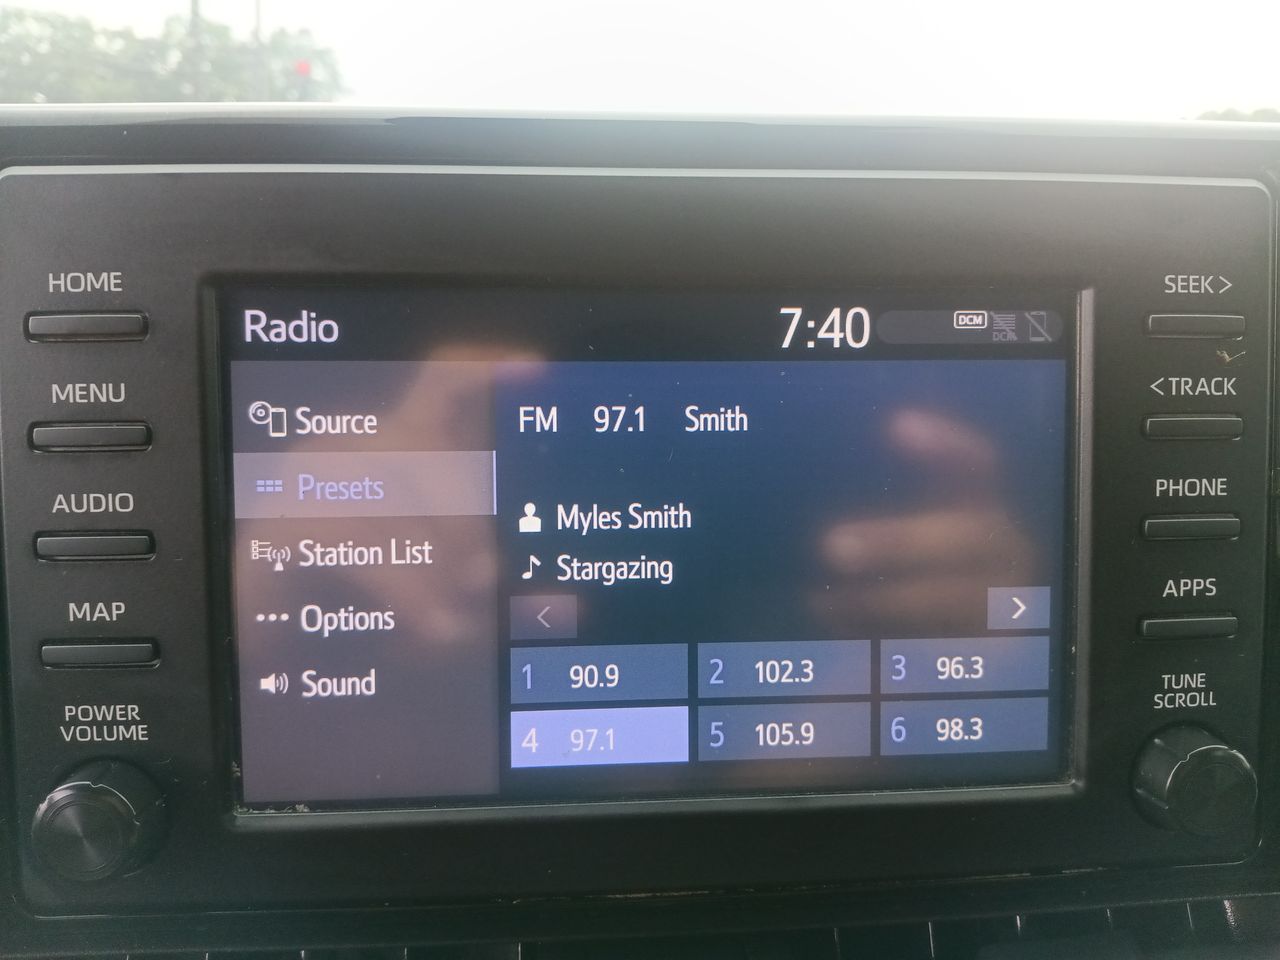 HOME
MENU
AUDIO
MAP
POWER
VOLUME
Radio
7:40
DCM
DCM
Source
Presets
Station List
Options
Sound
FM 97.1 Smith
Myles Smith
Stargazing
< >
1 90.9 2 102.3 3 96.3
4 97.1 5 105.9 6 98.3
SEEK >
< TRACK
PHONE
APPS
TUNE
SCROLL